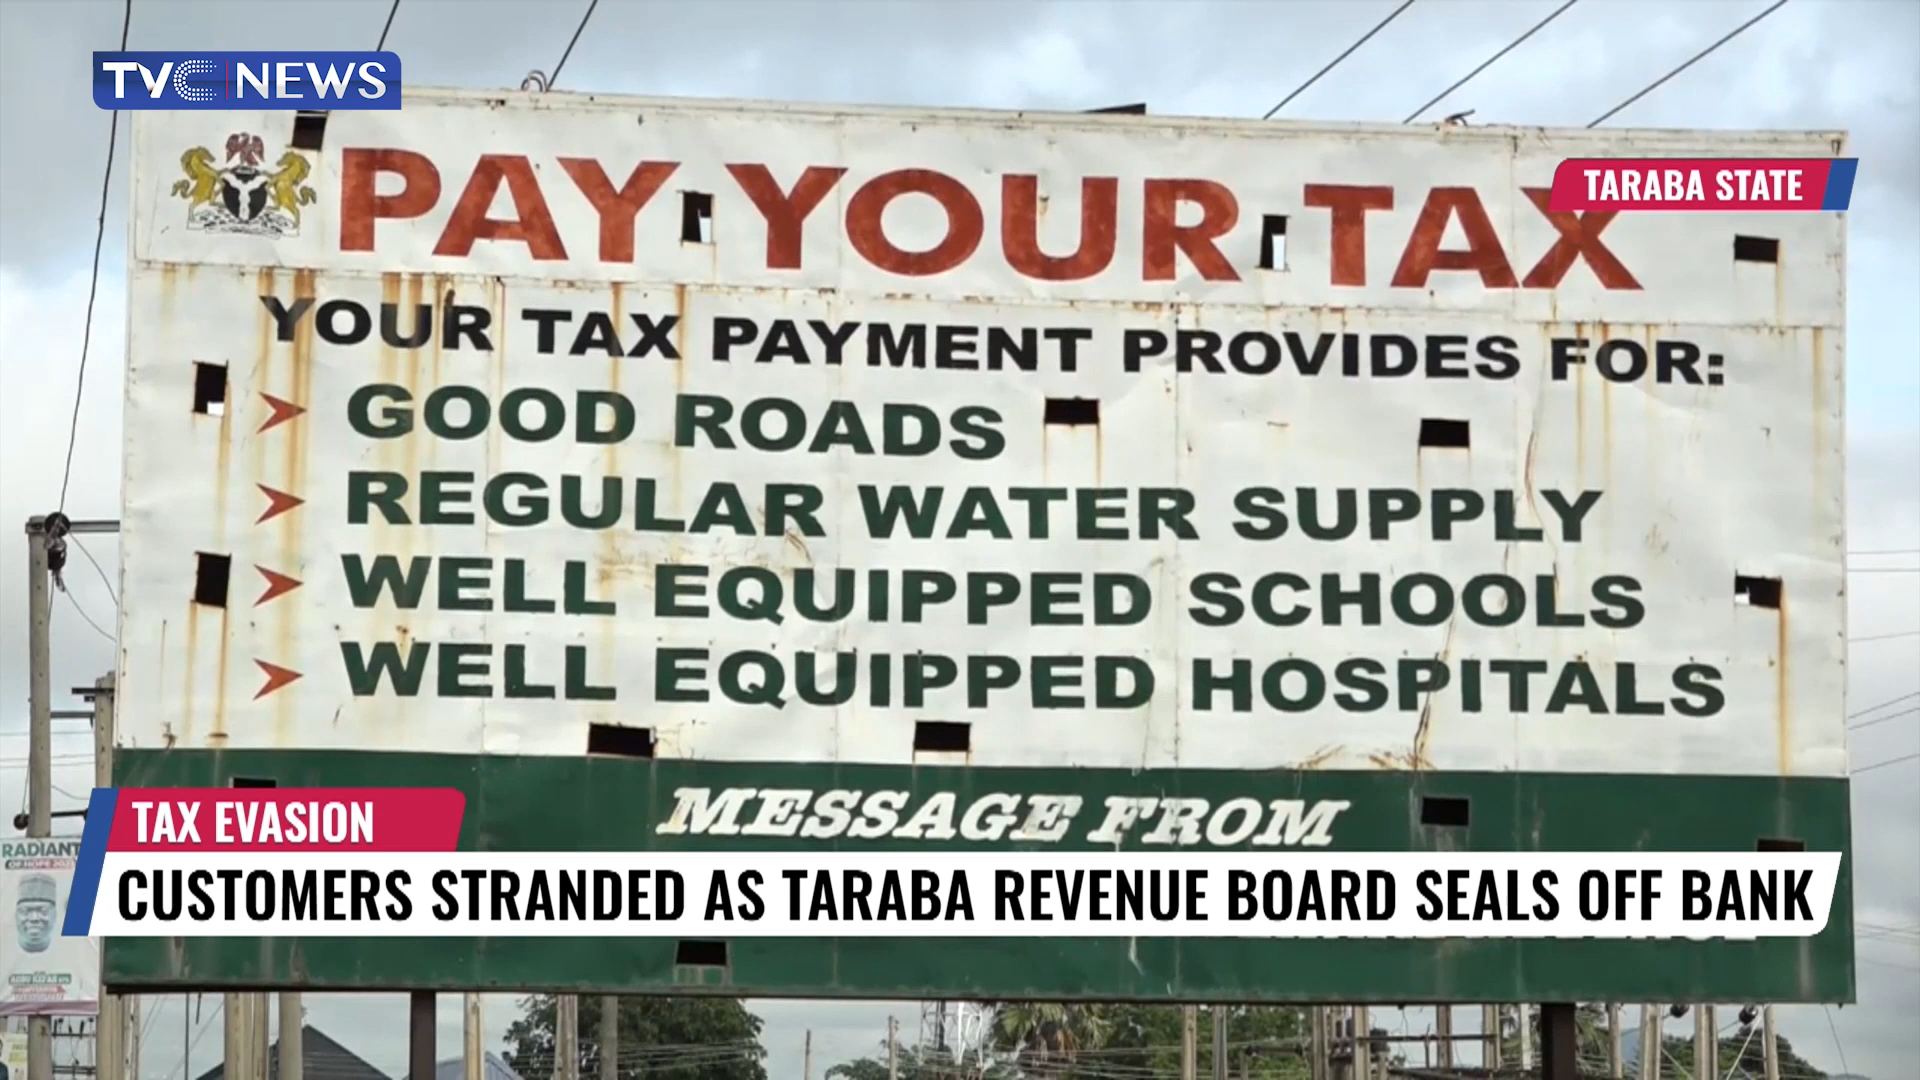 TVC NEWS
PAY YOUR TAX
TARABA STATE
YOUR TAX PAYMENT PROVIDES FOR:
GOOD ROADS
REGULAR WATER SUPPLY
WELL EQUIPPED SCHOOLS
WELL EQUIPPED HOSPITALS
MESSAGE FROM
TAX EVASION
CUSTOMERS STRANDED AS TARABA REVENUE BOARD SEALS OFF BANK
RADIANT